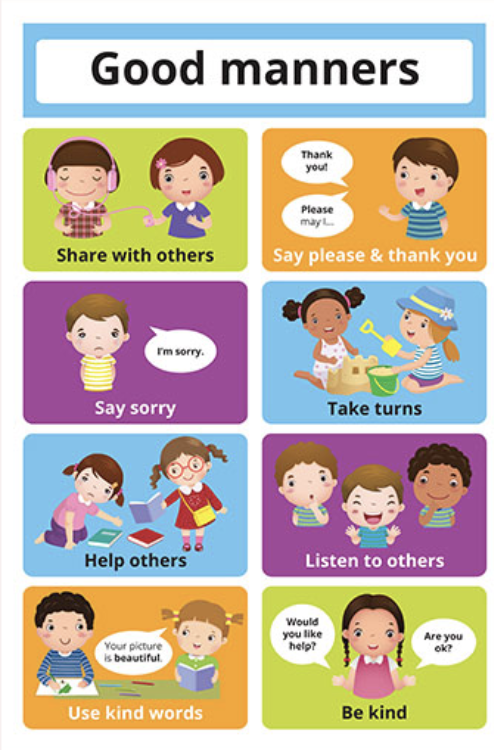 Good manners
Share with others
Thank
you!
Please
may I...
Say please & thank you
I'm sorry.
Say sorry
Take turns
Help others
Listen to others
Your picture
is beautiful.
Use kind words
Would
you like
help?
Are you
ok?
Be kind